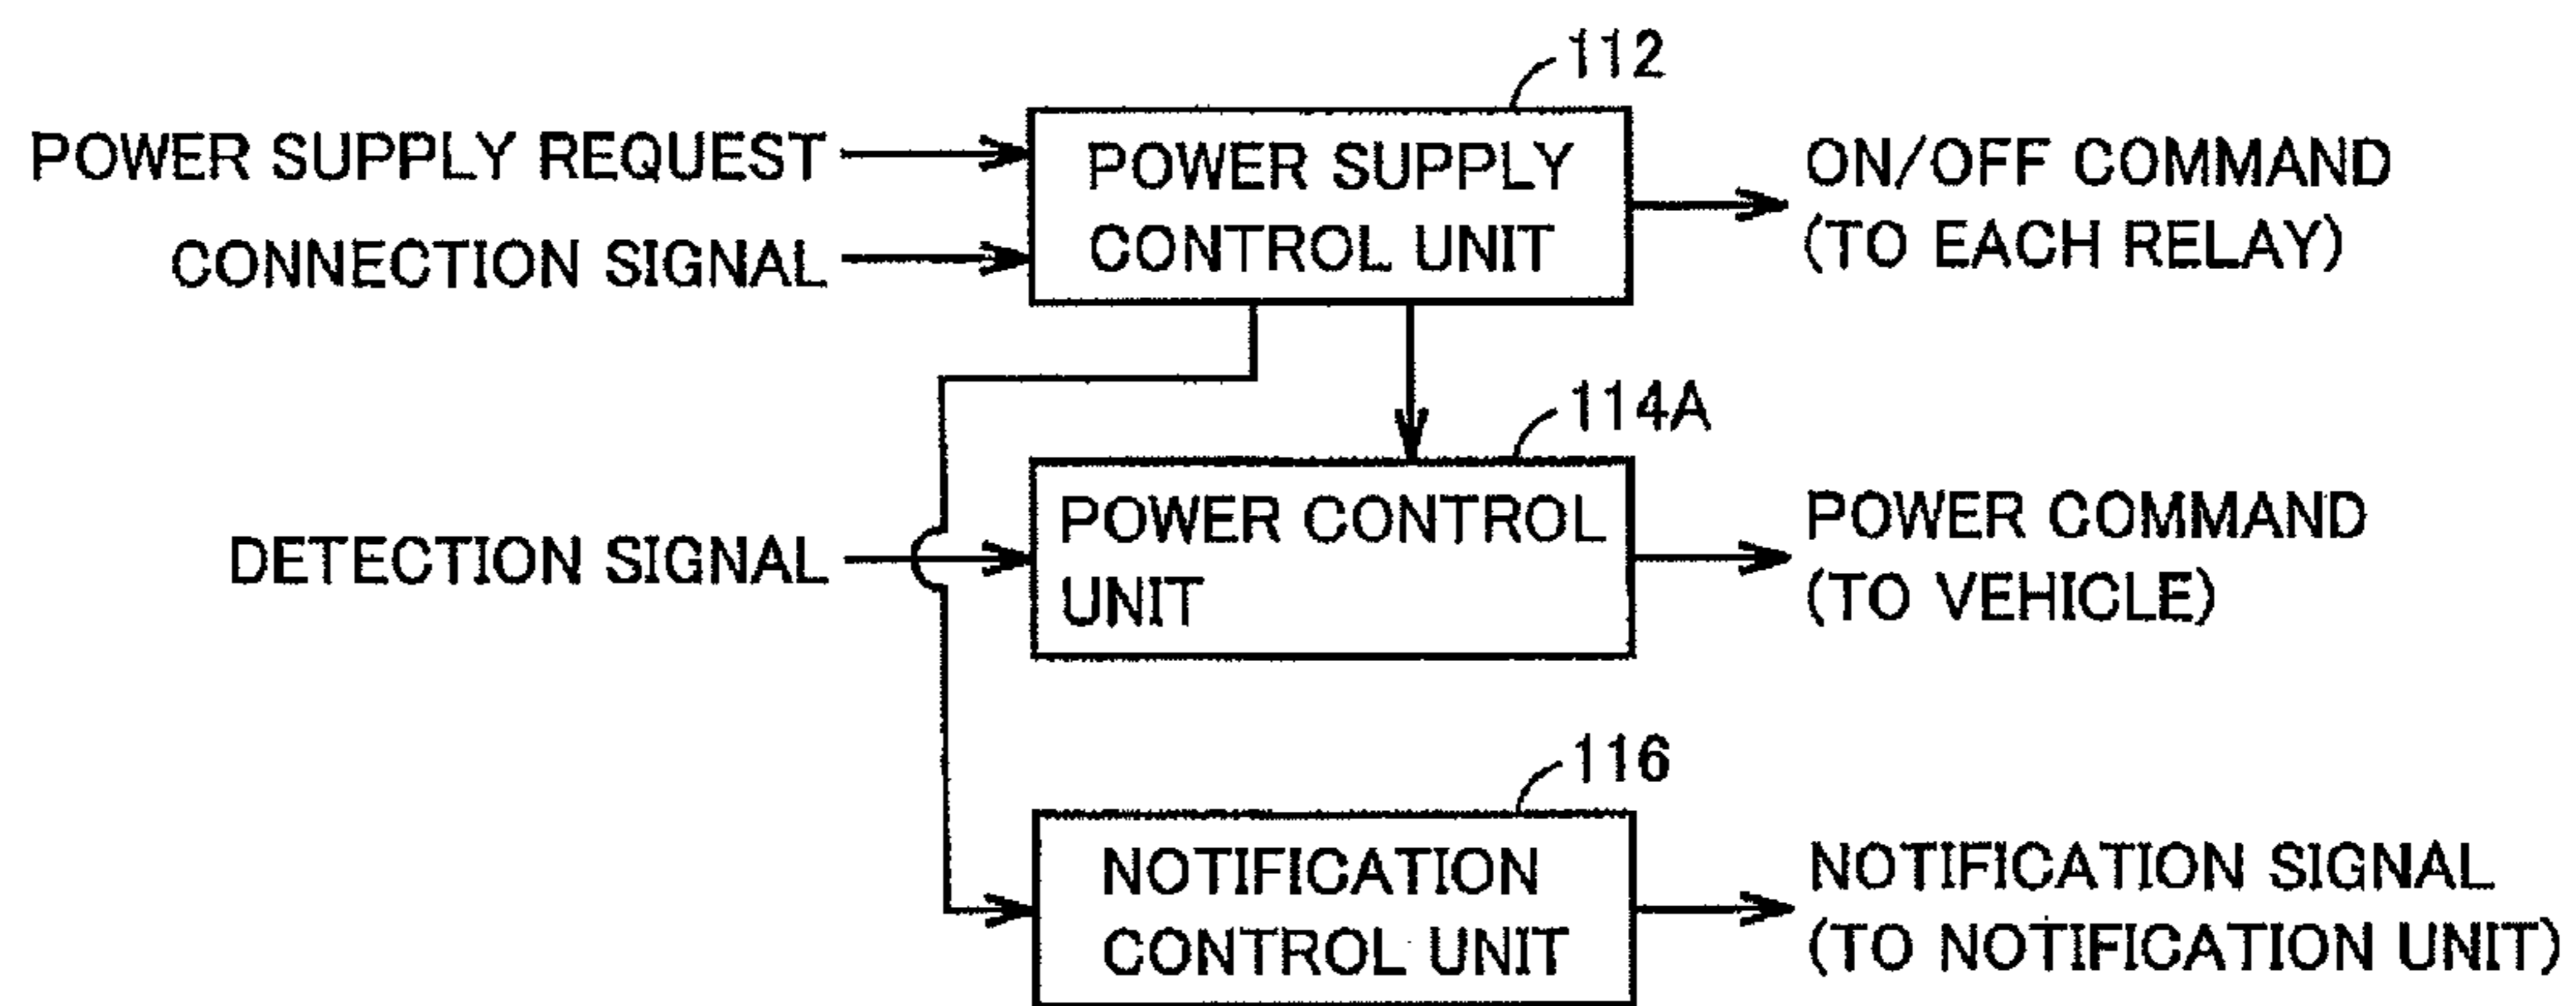 112
POWER SUPPLY REQUEST
CONNECTION SIGNAL
POWER SUPPLY
CONTROL UNIT
ON/OFF COMMAND
(TO EACH RELAY)
114A
DETECTION SIGNAL
POWER CONTROL
UNIT
POWER COMMAND
(TO VEHICLE)
116
NOTIFICATION
CONTROL UNIT
NOTIFICATION SIGNAL
(TO NOTIFICATION UNIT)